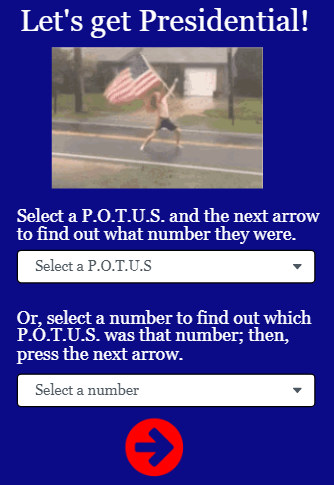 Let's get Presidential!
Select a P.O.T.U.S. and the next arrow
to find out what number they were.
Select a P.O.T.U.S
Or, select a number to find out which
P.O.T.U.S. was that number; then,
press the next arrow.
Select a number